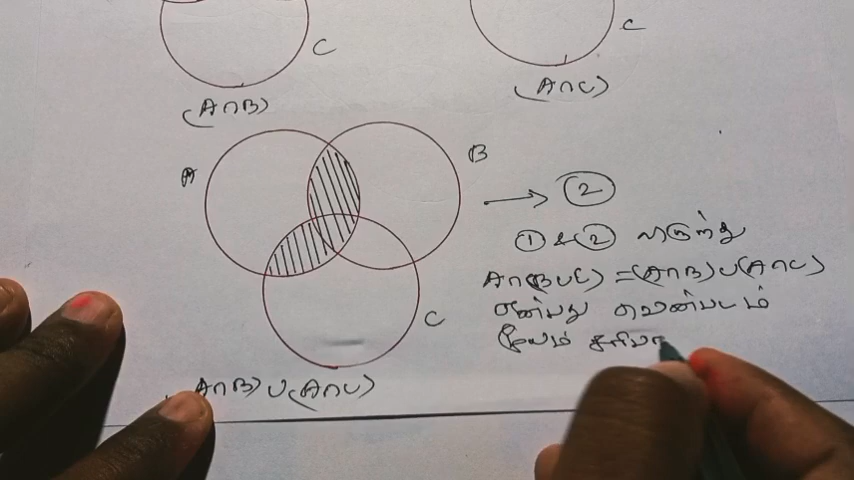 C
C
(A∩B)
(A∩C)
A
B
→ ②
① & ② லிருந்து
A∩(B∪C) = (A∩B)∪(A∩C)
என்பது வெண்படம்
C
மூலம் சரிபா
(A∩B)∪(A∩C)